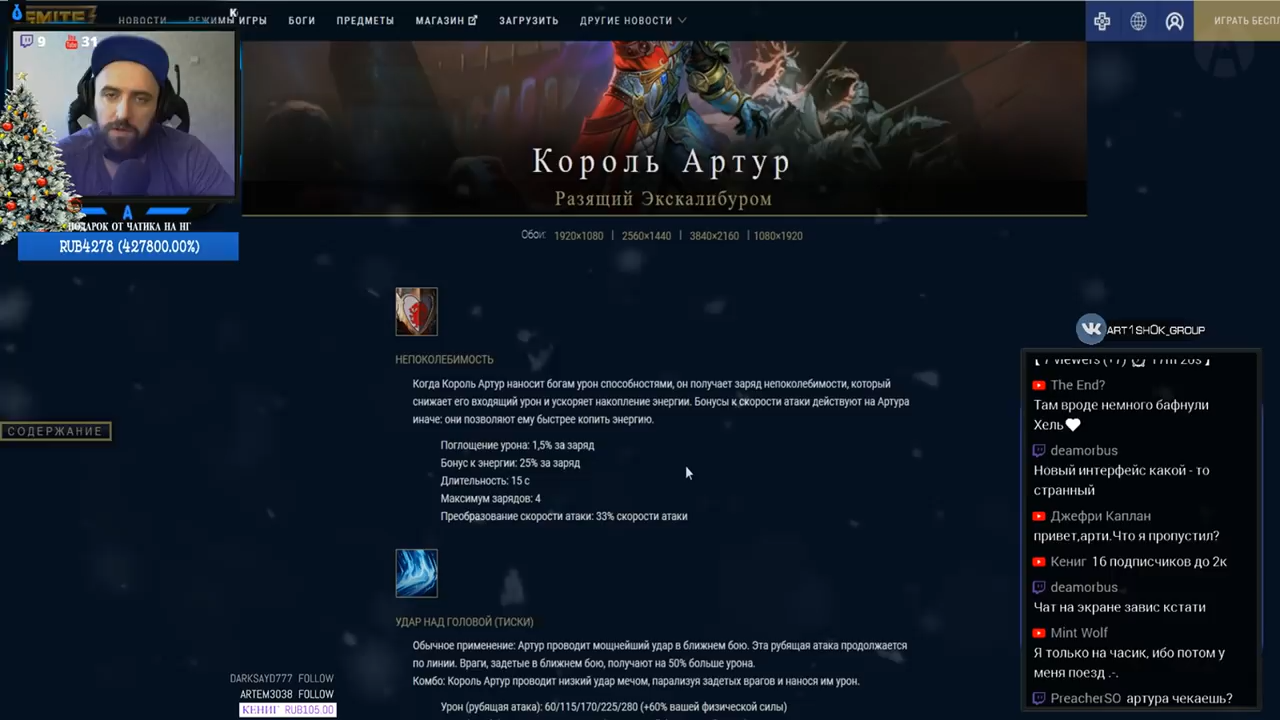 SMITE
НОВОСТИ
РЕЖИМЫ ИГРЫ
БОГИ
ПРЕДМЕТЫ
МАГАЗИН
ЗАГРУЗИТЬ
ДРУГИЕ НОВОСТИ
9
31
Король Артур
Разящий Экскалибуром
Обои: 1920×1080 | 2560×1440 | 3840×2160 | 1080×1920
ПОДАРОК ОТ ЧАТИКА НА НГ
RUB4278 (427800.00%)
СОДЕРЖАНИЕ
НЕПОКОЛЕБИМОСТЬ
Когда Король Артур наносит богам урон способностями, он получает заряд непоколебимости, который
снижает его входящий урон и ускоряет накопление энергии. Бонусы к скорости атаки действуют на Артура
иначе: они позволяют ему быстрее копить энергию.
Поглощение урона: 1,5% за заряд
Бонус к энергии: 25% за заряд
Длительность: 15 с
Максимум зарядов: 4
Преобразование скорости атаки: 33% скорости атаки
УДАР НАД ГОЛОВОЙ (ТИСКИ)
Обычное применение: Артур проводит мощнейший удар в ближнем бою. Эта рубящая атака продолжается
по линии. Враги, задетые в ближнем бою, получают на 50% больше урона.
Комбо: Король Артур проводит низкий удар мечом, парализуя задетых врагов и нанося им урон.
Урон (рубящая атака): 60/115/170/225/280 (+60% вашей физической силы)
DARKSAYD777 FOLLOW
ARTEM3038 FOLLOW
КЕНИГ RUB105.00
ART1SH0K_GROUP
The End?
Там вроде немного бафнули
Хель🤍
deamorbus
Новый интерфейс какой - то
странный
Джефри Каплан
привет,арти.Что я пропустил?
Кениг 16 подписчиков до 2к
deamorbus
Чат на экране завис кстати
Mint Wolf
Я только на часик, ибо потом у
меня поезд .-.
PreacherSO артура чекаешь?